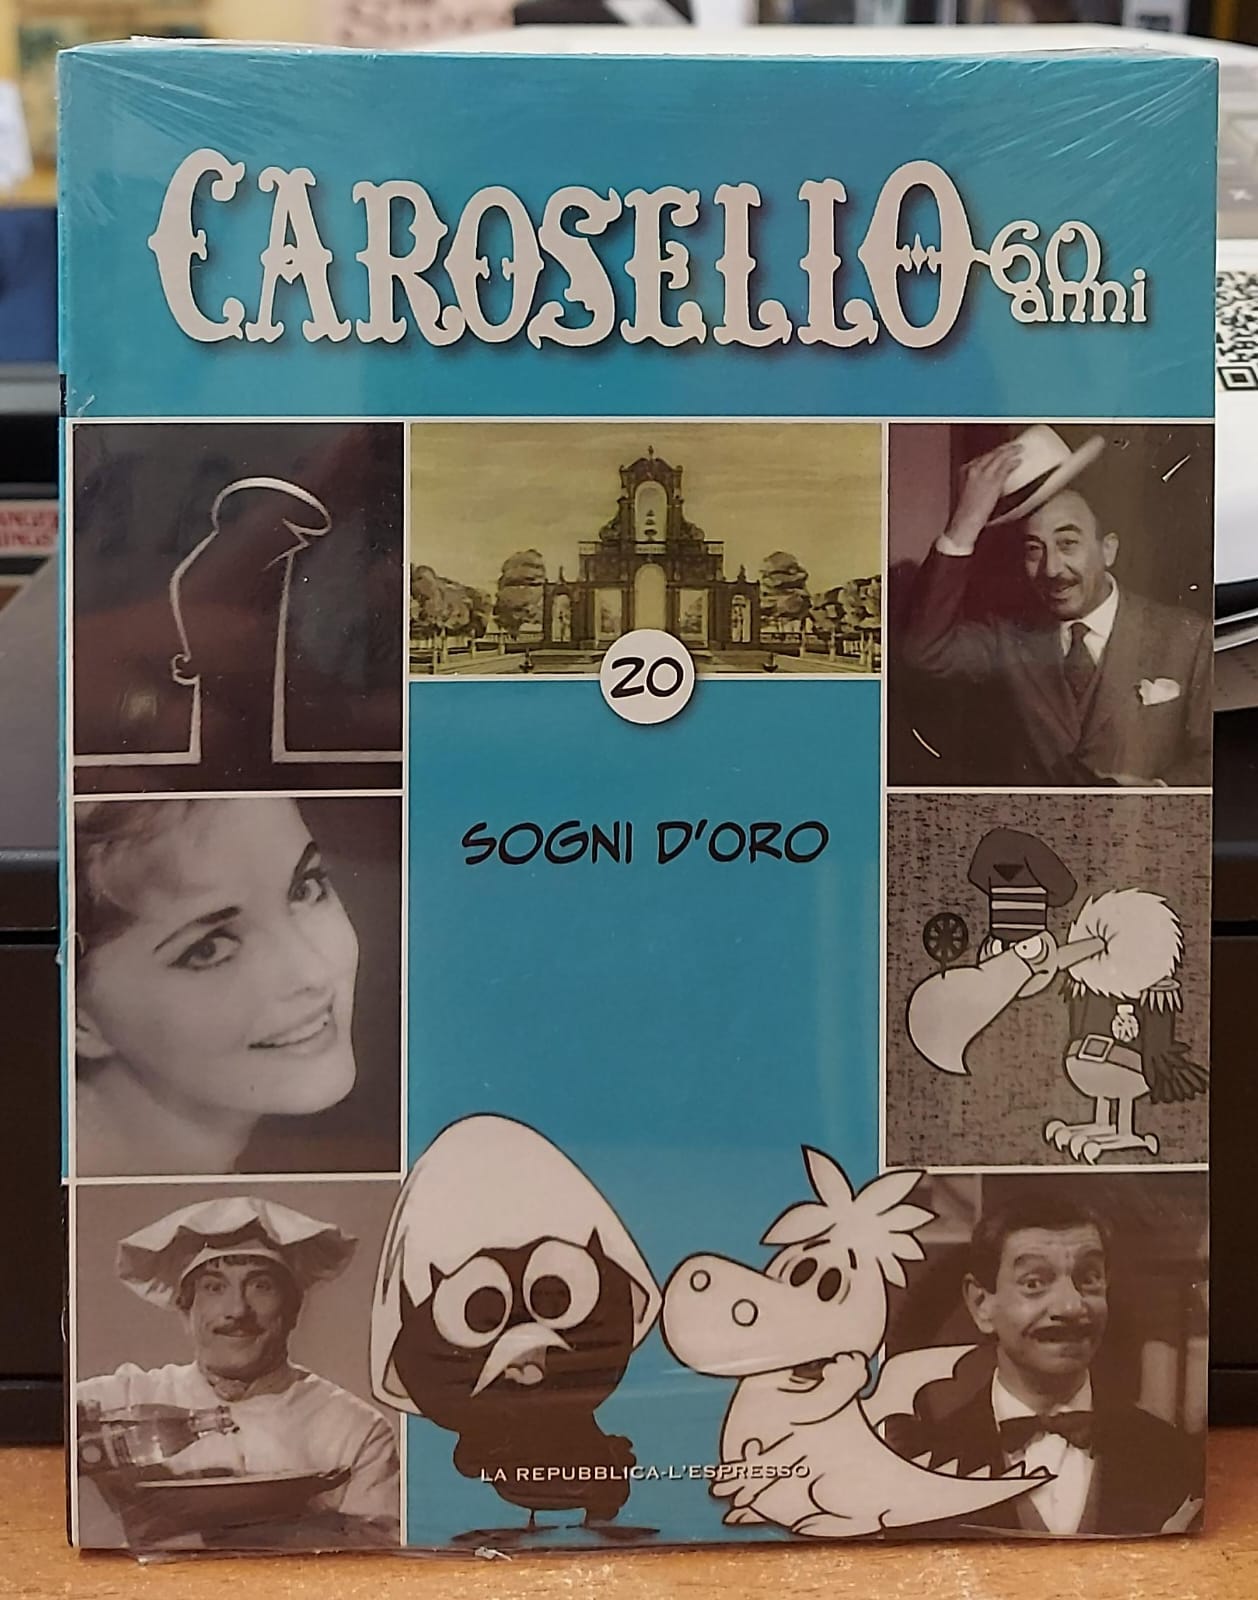 CAROSELLO
60
anni
20
SOGNI D'ORO
LA REPUBBLICA-L'ESPRESSO